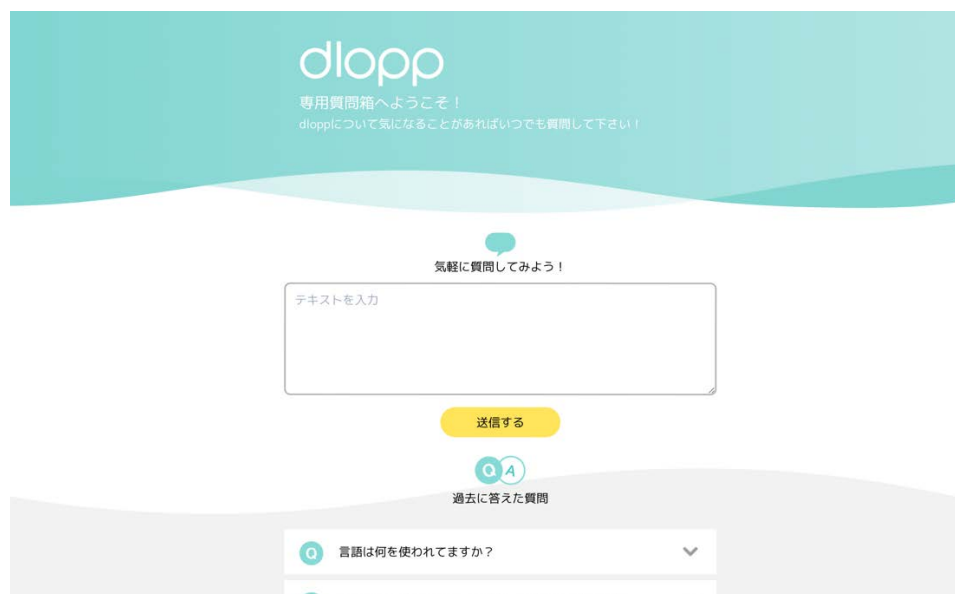 dlopp
専用質問箱へようこそ！
dloppについて気になることがあればいつでも質問して下さい！
気軽に質問してみよう！
テキストを入力
送信する
Q A
過去に答えた質問
Q 言語は何を使われてますか？